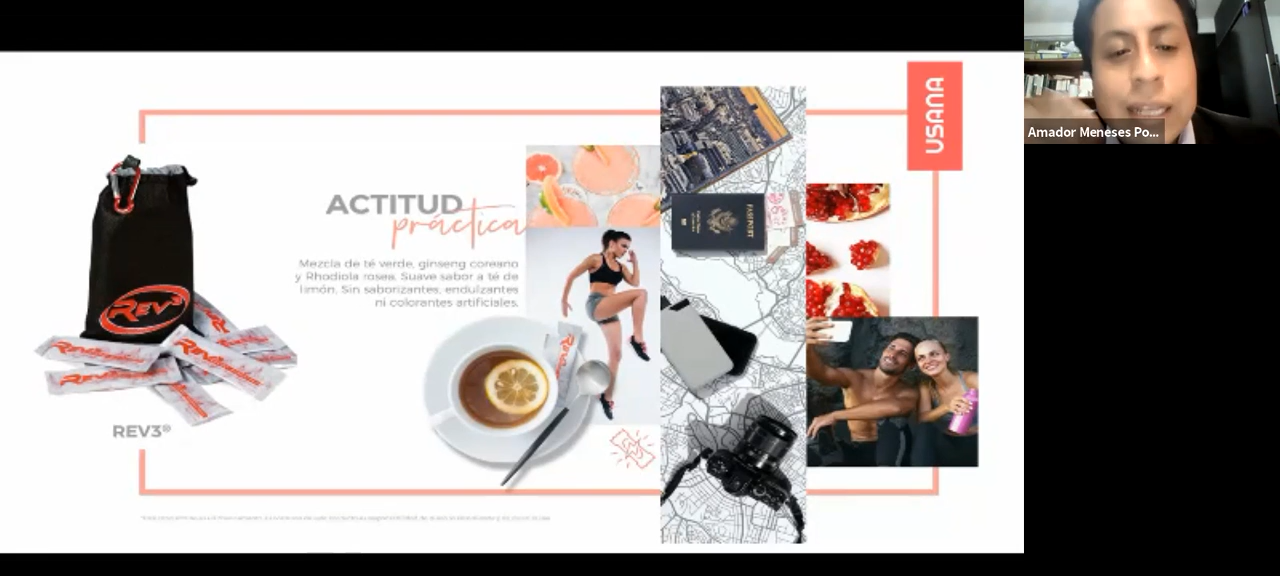 USANA
ACTITUD
práctica
Mezcla de té verde, ginseng coreano
y Rhodiola rosea. Suave sabor a té de
limón. Sin saborizantes, endulzantes
ni colorantes artificiales.
REV3
REV3®
PASSPORT
Amador Meneses Po...